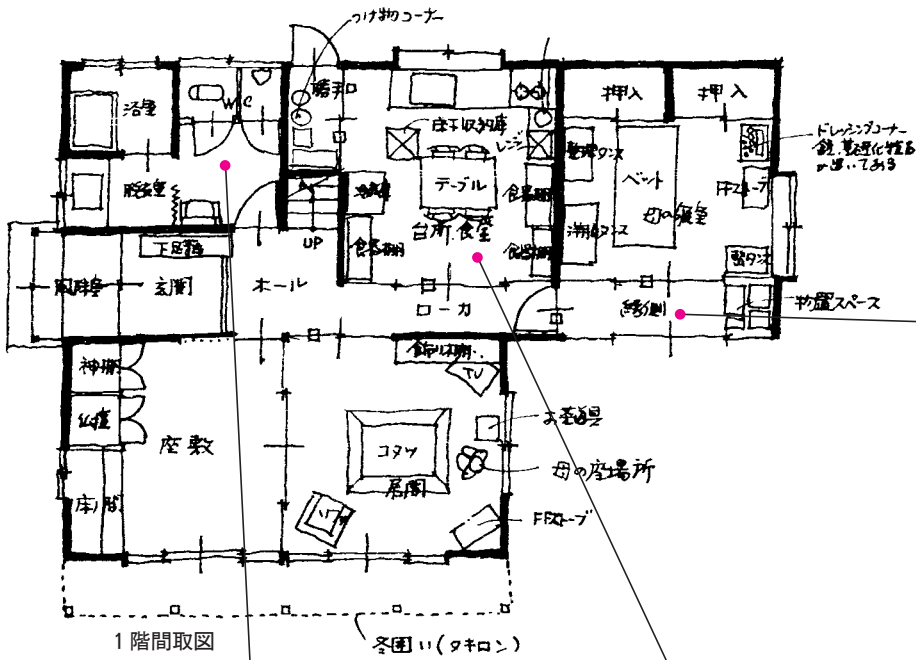 つけ物コーナー
浴室
WC
勝手口
床下収納庫
レンジ
押入
押入
ドレッシングコーナー
鏡、基礎化粧品
が置いてある
整理タンス
ベット
FFストーブ
脱衣室
冷蔵庫
テーブル
食器棚
母の寝室
洋服タンス
UP
食器棚
台所・食堂
食器棚
整タンス
下足箱
風除室
玄関
ホール
ローカ
縁側
物置スペース
神棚
飾り棚
TV
仏壇
座敷
コタツ
居間
お茶道具
母の座場所
床ノ間
ソファ
FFストーブ
1階間取図
冬囲い(タキロン)